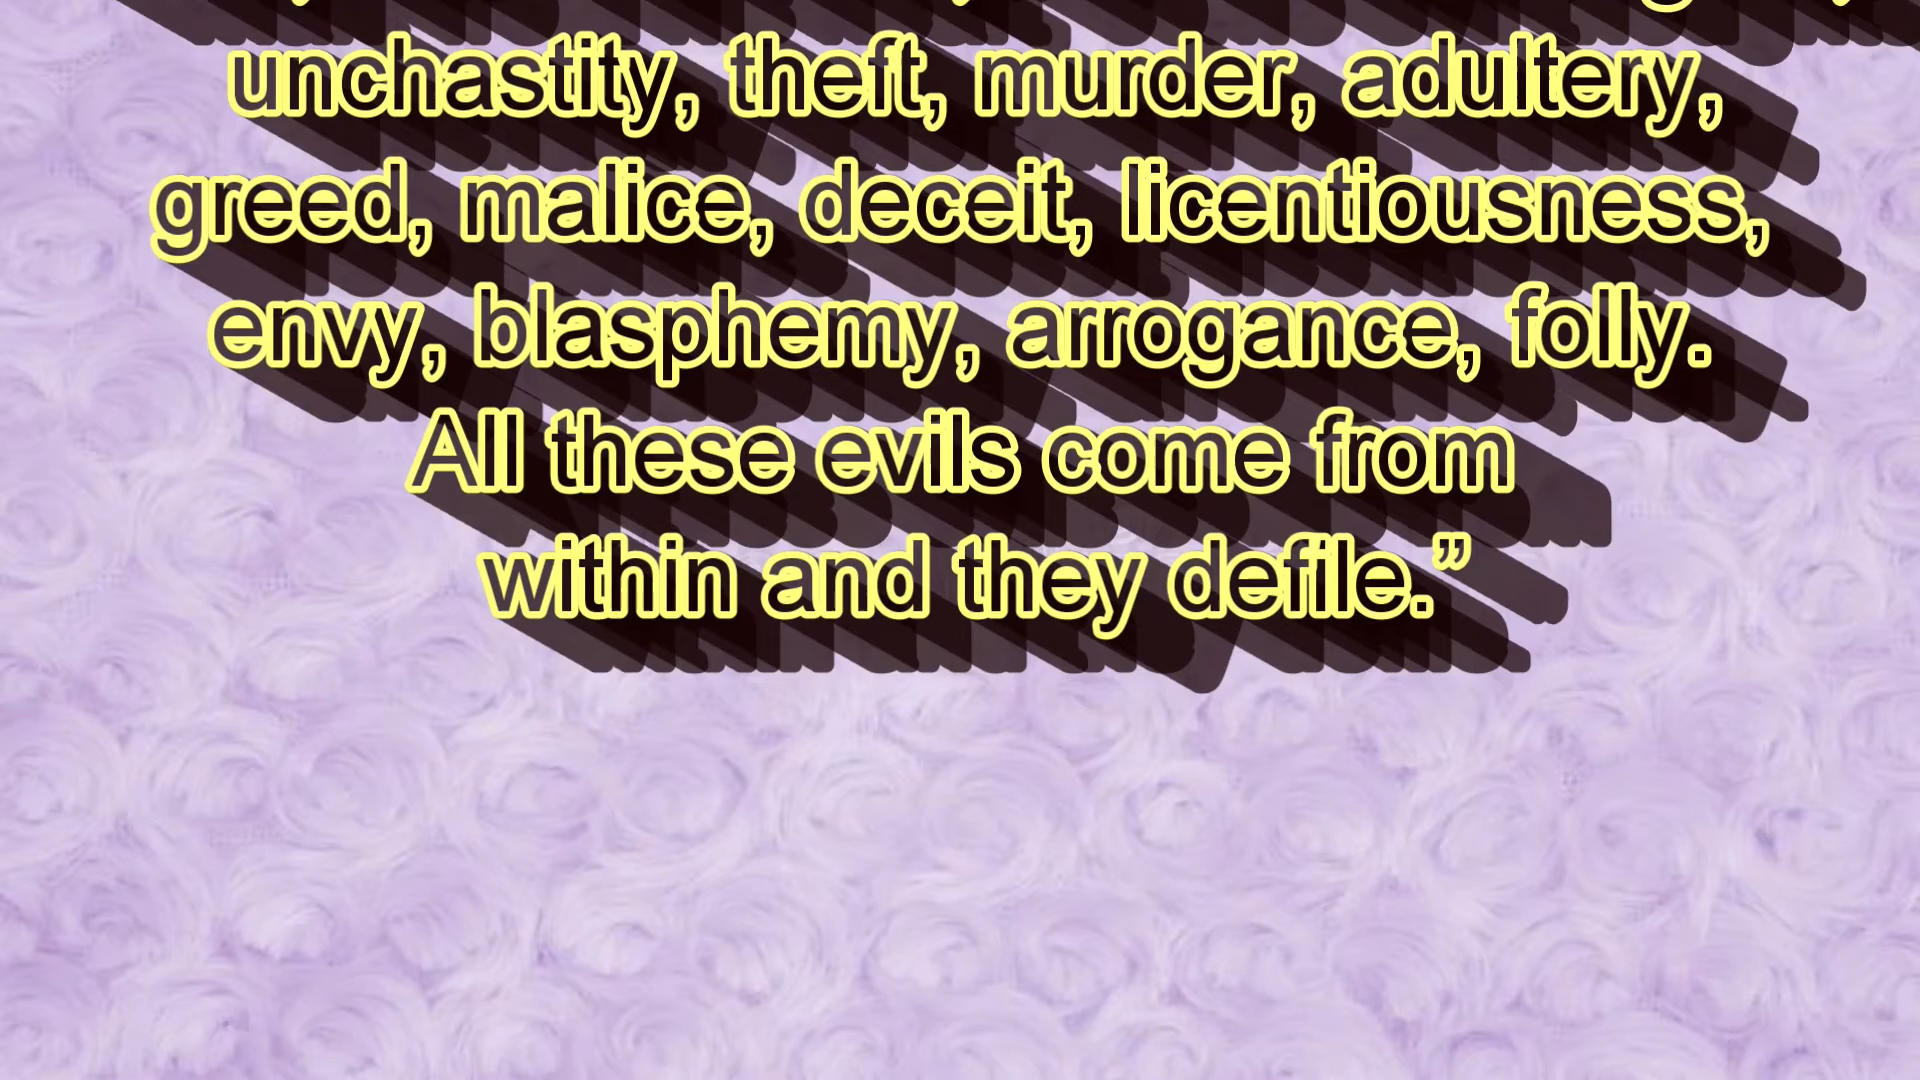 unchastity, theft, murder, adultery,
greed, malice, deceit, licentiousness,
envy, blasphemy, arrogance, folly.
All these evils come from
within and they defile.”